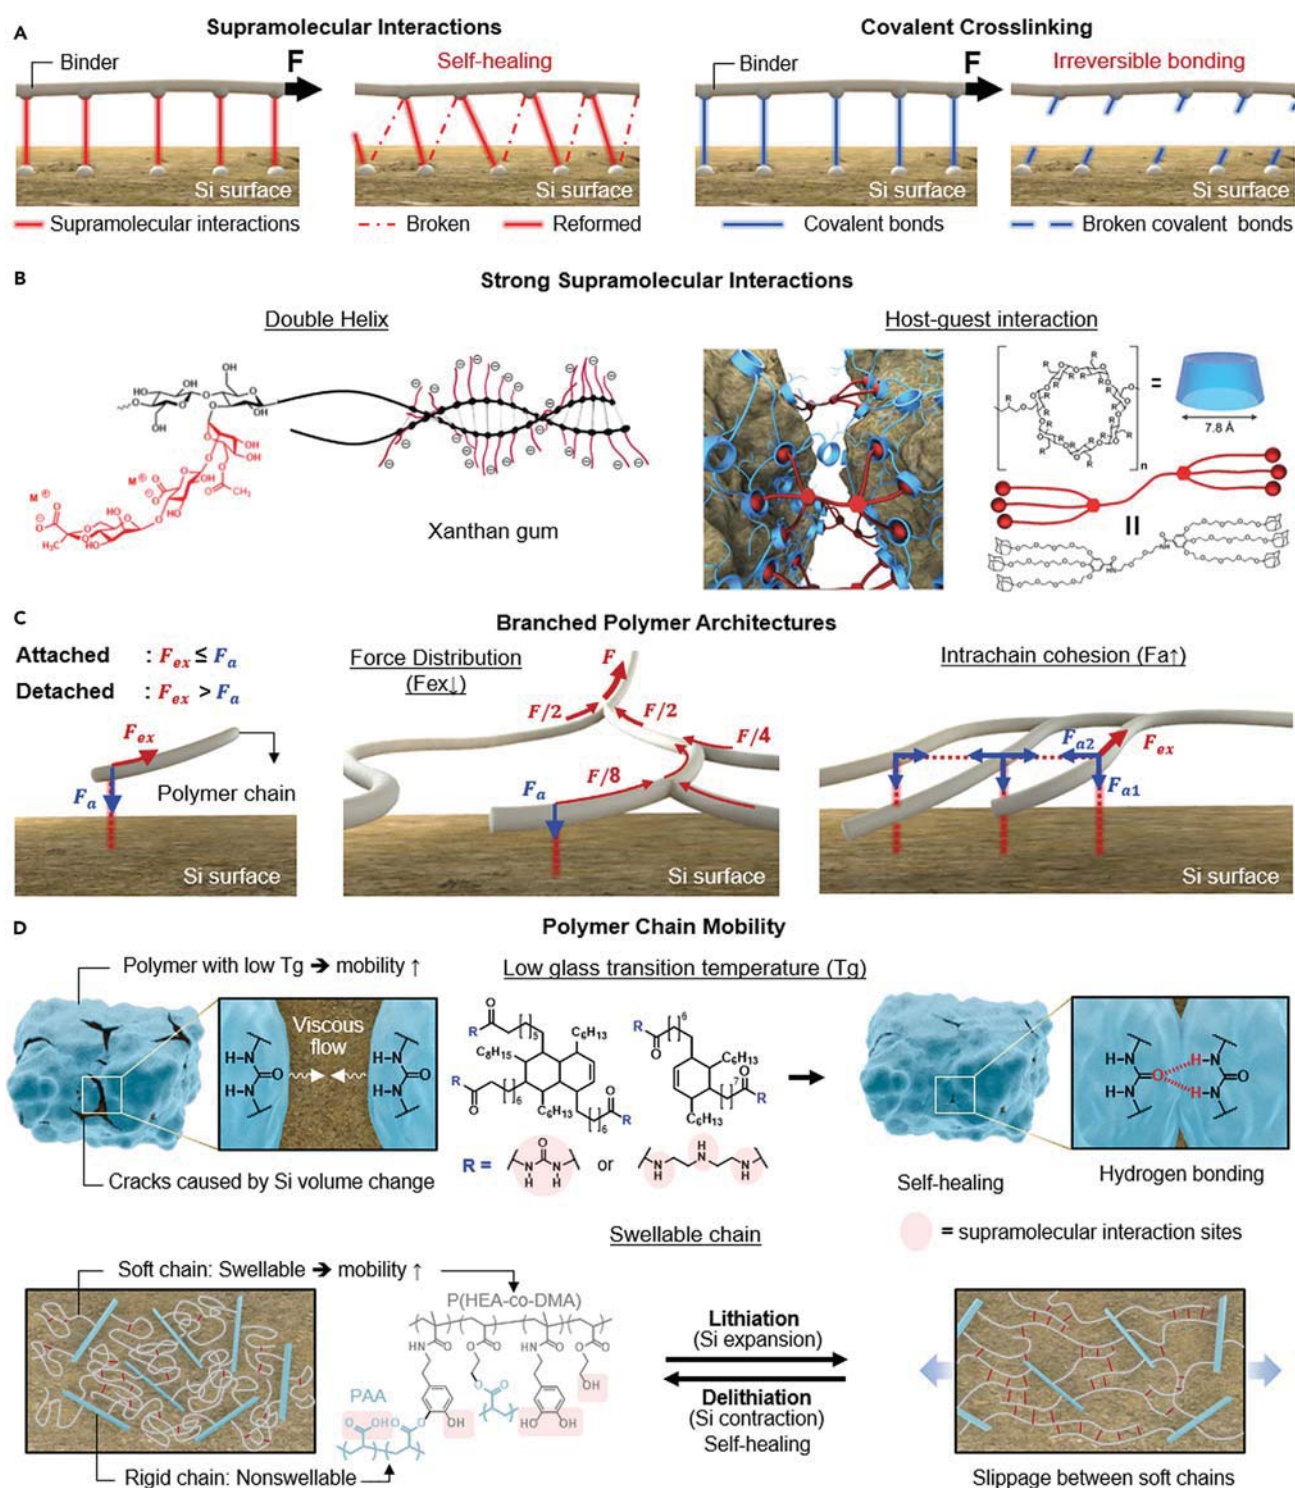 A
Supramolecular Interactions
Covalent Crosslinking
Binder
F
Self-healing
Binder
F
Irreversible bonding
Si surface
Si surface
Si surface
Si surface
Supramolecular interactions
Broken
Reformed
Covalent bonds
Broken covalent bonds
B
Strong Supramolecular Interactions
Double Helix
Host-guest interaction
Xanthan gum
7.8 Å
n
C
Branched Polymer Architectures
Attached : Fex ≤ Fa
Detached : Fex > Fa
Fex
Fa
Polymer chain
Si surface
Force Distribution
(Fex↓)
F
F/2
F/2
F/4
F/8
Fa
Si surface
Intrachain cohesion (Fa↑)
Fa2
Fex
Fa1
Si surface
D
Polymer Chain Mobility
Polymer with low Tg ➔ mobility ↑
Low glass transition temperature (Tg)
Viscous
flow
Cracks caused by Si volume change
R =
or
Self-healing
Hydrogen bonding
= supramolecular interaction sites
Swellable chain
Soft chain: Swellable ➔ mobility ↑
P(HEA-co-DMA)
PAA
Rigid chain: Nonswellable
Lithiation
(Si expansion)
Delithiation
(Si contraction)
Self-healing
Slippage between soft chains